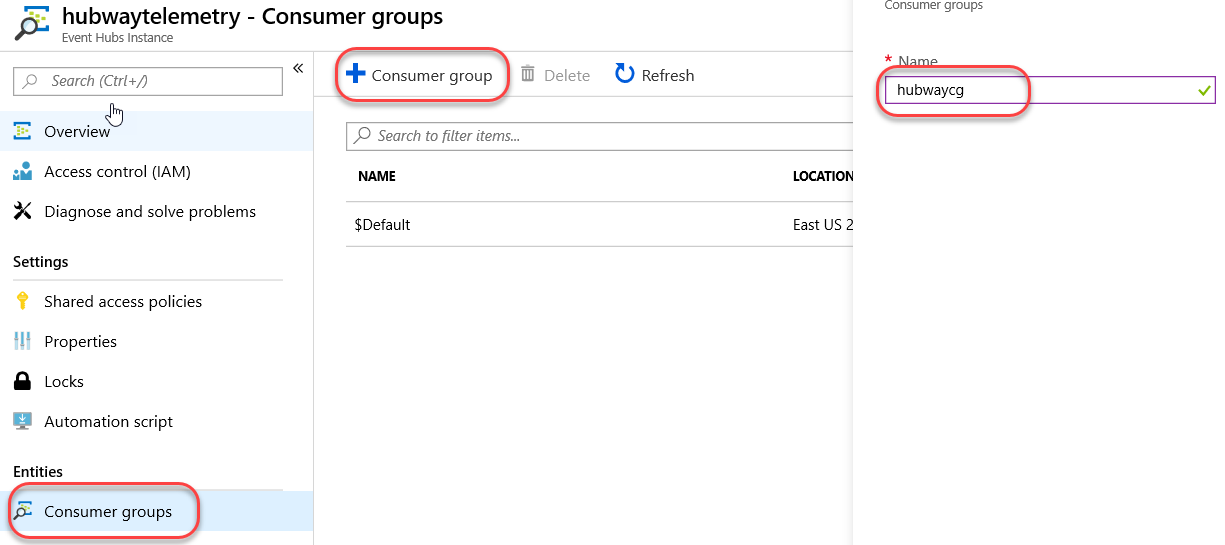 hubwaytelemetry - Consumer groups
Event Hubs Instance
Search (Ctrl+/)
«
Overview
Access control (IAM)
Diagnose and solve problems
Settings
Shared access policies
Properties
Locks
Automation script
Entities
Consumer groups
Consumer group
Delete
Refresh
Search to filter items...
NAME
LOCATION
$Default
East US 2
Consumer groups
* Name
hubwaycg